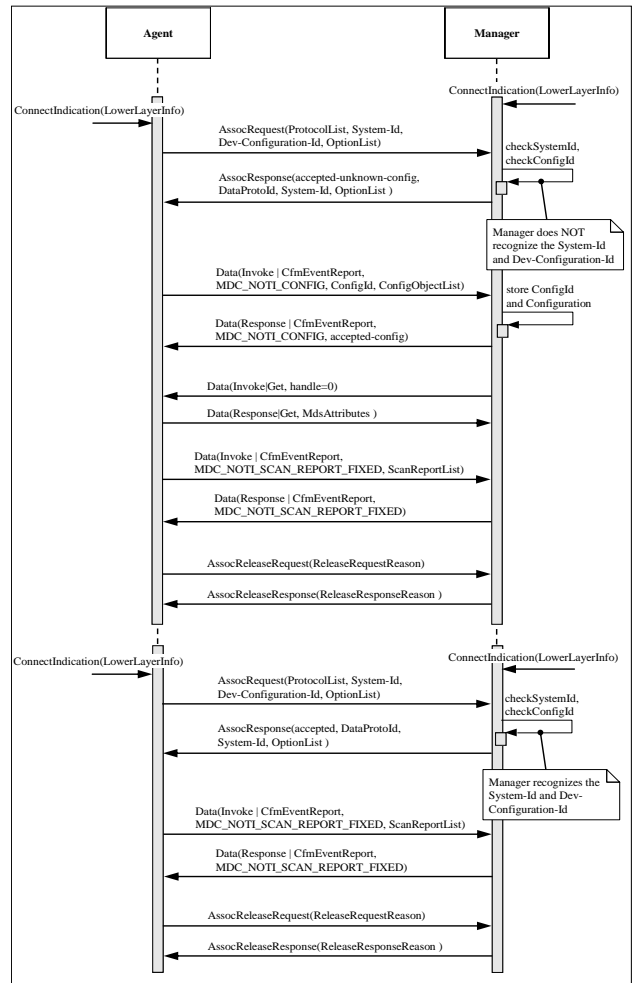 Agent
Manager
ConnectIndication(LowerLayerInfo)
ConnectIndication(LowerLayerInfo)
AssocRequest(ProtocolList, System-Id,
Dev-Configuration-Id, OptionList)
checkSystemId,
checkConfigId
AssocResponse(accepted-unknown-config,
DataProtoId, System-Id, OptionList )
Manager does NOT
recognize the System-Id
and Dev-Configuration-Id
Data(Invoke | CfmEventReport,
MDC_NOTI_CONFIG, ConfigId, ConfigObjectList)
store ConfigId
and Configuration
Data(Response | CfmEventReport,
MDC_NOTI_CONFIG, accepted-config)
Data(Invoke|Get, handle=0)
Data(Response|Get, MdsAttributes )
Data(Invoke | CfmEventReport,
MDC_NOTI_SCAN_REPORT_FIXED, ScanReportList)
Data(Response | CfmEventReport,
MDC_NOTI_SCAN_REPORT_FIXED)
AssocReleaseRequest(ReleaseRequestReason)
AssocReleaseResponse(ReleaseResponseReason )
ConnectIndication(LowerLayerInfo)
ConnectIndication(LowerLayerInfo)
AssocRequest(ProtocolList, System-Id,
Dev-Configuration-Id, OptionList)
checkSystemId,
checkConfigId
AssocResponse(accepted, DataProtoId,
System-Id, OptionList )
Manager recognizes the
System-Id and Dev-
Configuration-Id
Data(Invoke | CfmEventReport,
MDC_NOTI_SCAN_REPORT_FIXED, ScanReportList)
Data(Response | CfmEventReport,
MDC_NOTI_SCAN_REPORT_FIXED)
AssocReleaseRequest(ReleaseRequestReason)
AssocReleaseResponse(ReleaseResponseReason )